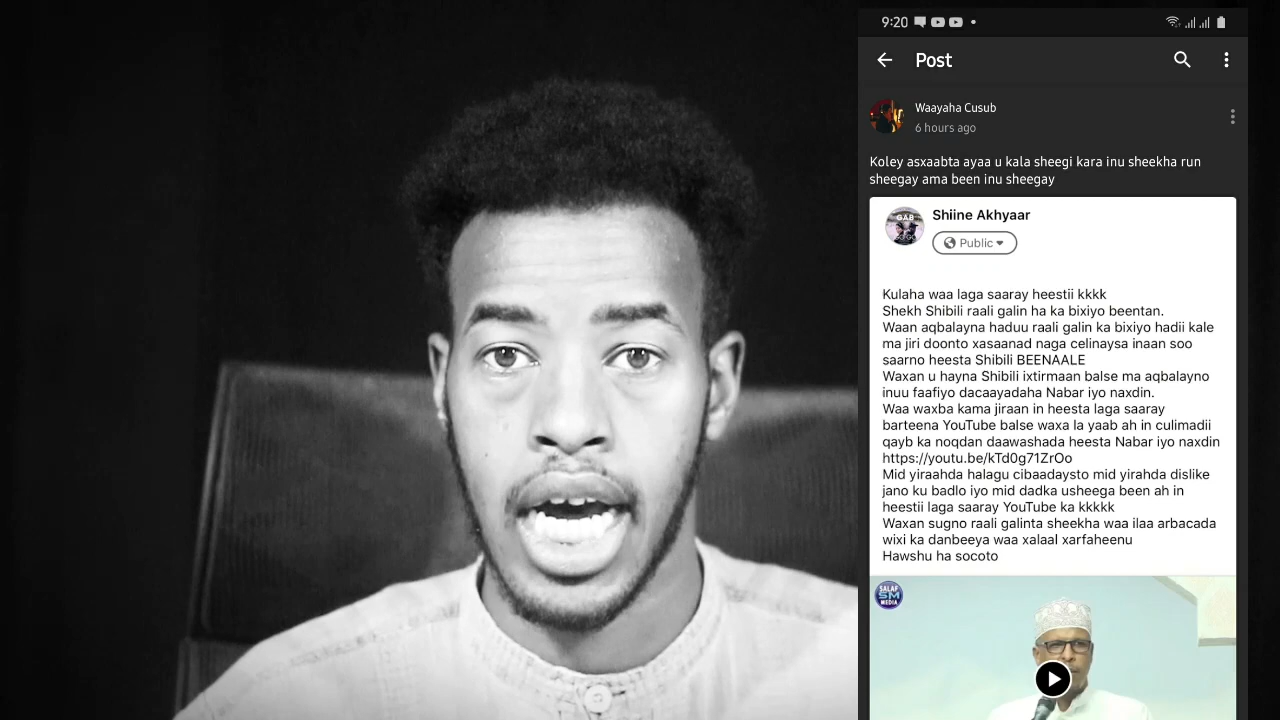 9:20
Post
Waayaha Cusub
6 hours ago
Koley asxaabta ayaa u kala sheegi kara inu sheekha run
sheegay ama been inu sheegay
GAB
Shiine Akhyaar
Public
Kulaha waa laga saaray heestii kkkk
Shekh Shibili raali galin ha ka bixiyo beentan.
Waan aqbalayna haduu raali galin ka bixiyo hadii kale
ma jiri doonto xasaanad naga celinaysa inaan soo
saarno heesta Shibili BEENAALE
Waxan u hayna Shibili ixtirmaan balse ma aqbalayno
inuu faafiyo dacaayadaha Nabar iyo naxdin.
Waa waxba kama jiraan in heesta laga saaray
barteena YouTube balse waxa la yaab ah in culimadii
qayb ka noqdan daawashada heesta Nabar iyo naxdin
https://youtu.be/kTd0g71ZrOo
Mid yiraahda halagu cibaadaysto mid yirahda dislike
jano ku badlo iyo mid dadka usheega been ah in
heestii laga saaray YouTube ka kkkkk
Waxan sugno raali galinta sheekha waa ilaa arbacada
wixi ka danbeeya waa xalaal xarfaheenu
Hawshu ha socoto
SALAF
SM
MEDIA